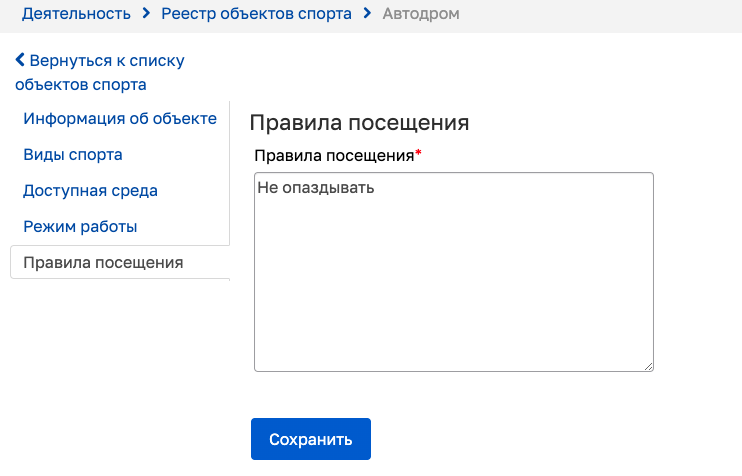 Деятельность > Реестр объектов спорта > Автодром
Вернуться к списку
объектов спорта
Информация об объекте
Виды спорта
Доступная среда
Режим работы
Правила посещения
Правила посещения
Правила посещения*
Не опаздывать
Сохранить